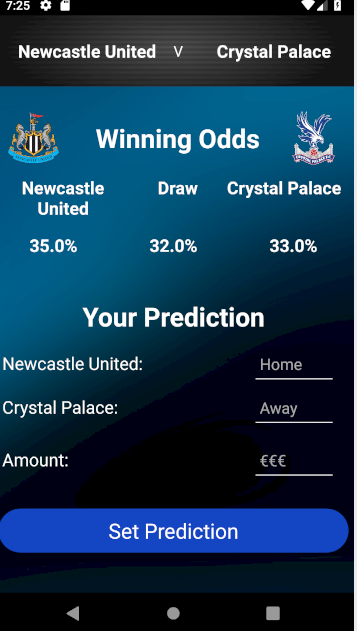 7:25
Newcastle United V Crystal Palace
Winning Odds
Newcastle United Draw Crystal Palace
35.0% 32.0% 33.0%
Your Prediction
Newcastle United: Home
Crystal Palace: Away
Amount: €€€
Set Prediction